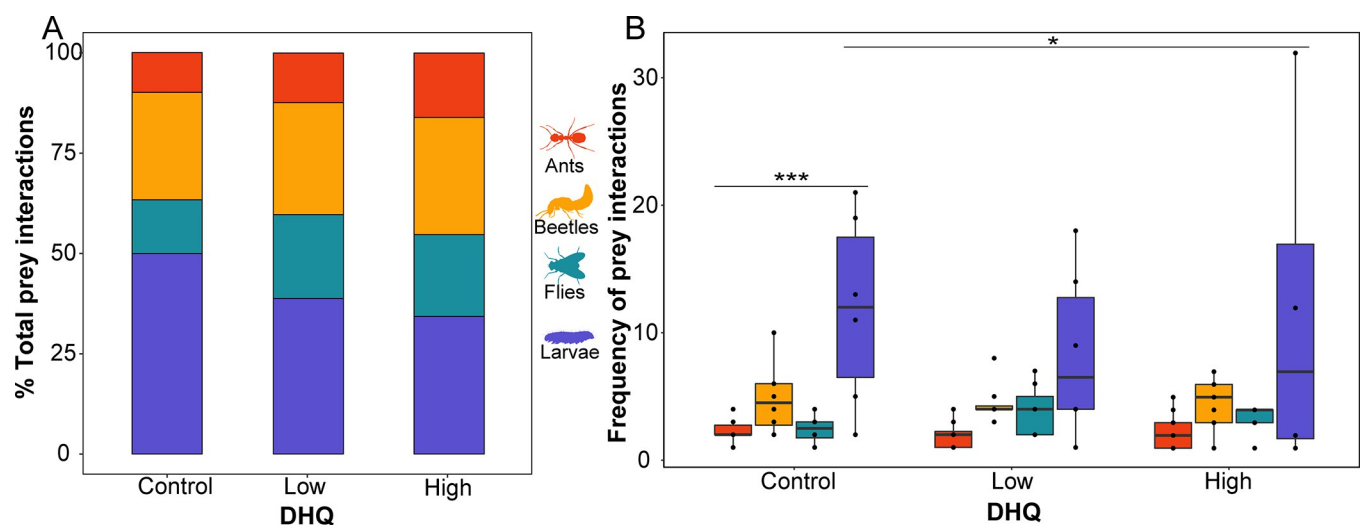 A
100
75
50
25
0
% Total prey interactions
Control Low High
DHQ
Ants
Beetles
Flies
Larvae
B
30
20
10
0
Frequency of prey interactions
***
*
Control Low High
DHQ